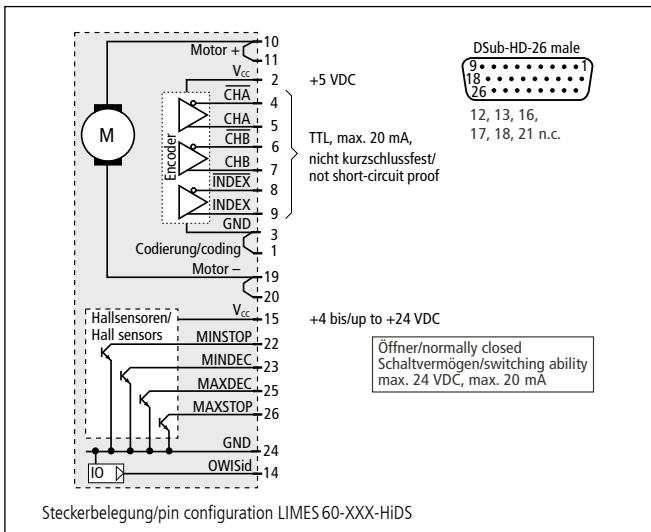 Motor + 10
11
Vcc 2 +5 VDC
CHA 4
CHA 5
CHB 6
CHB 7
INDEX 8
INDEX 9
GND 3
Codierung/coding 1
Motor – 19
20
M
Encoder
TTL, max. 20 mA,
nicht kurzschlussfest/
not short-circuit proof
DSub-HD-26 male
9 1
18
26
12, 13, 16,
17, 18, 21 n.c.
Hallsensoren/
Hall sensors
Vcc 15 +4 bis/up to +24 VDC
MINSTOP 22
MINDEC 23
MAXDEC 25
MAXSTOP 26
GND 24
IO OWISid 14
Öffner/normally closed
Schaltvermögen/switching ability
max. 24 VDC, max. 20 mA
Steckerbelegung/pin configuration LIMES 60-XXX-HiDS